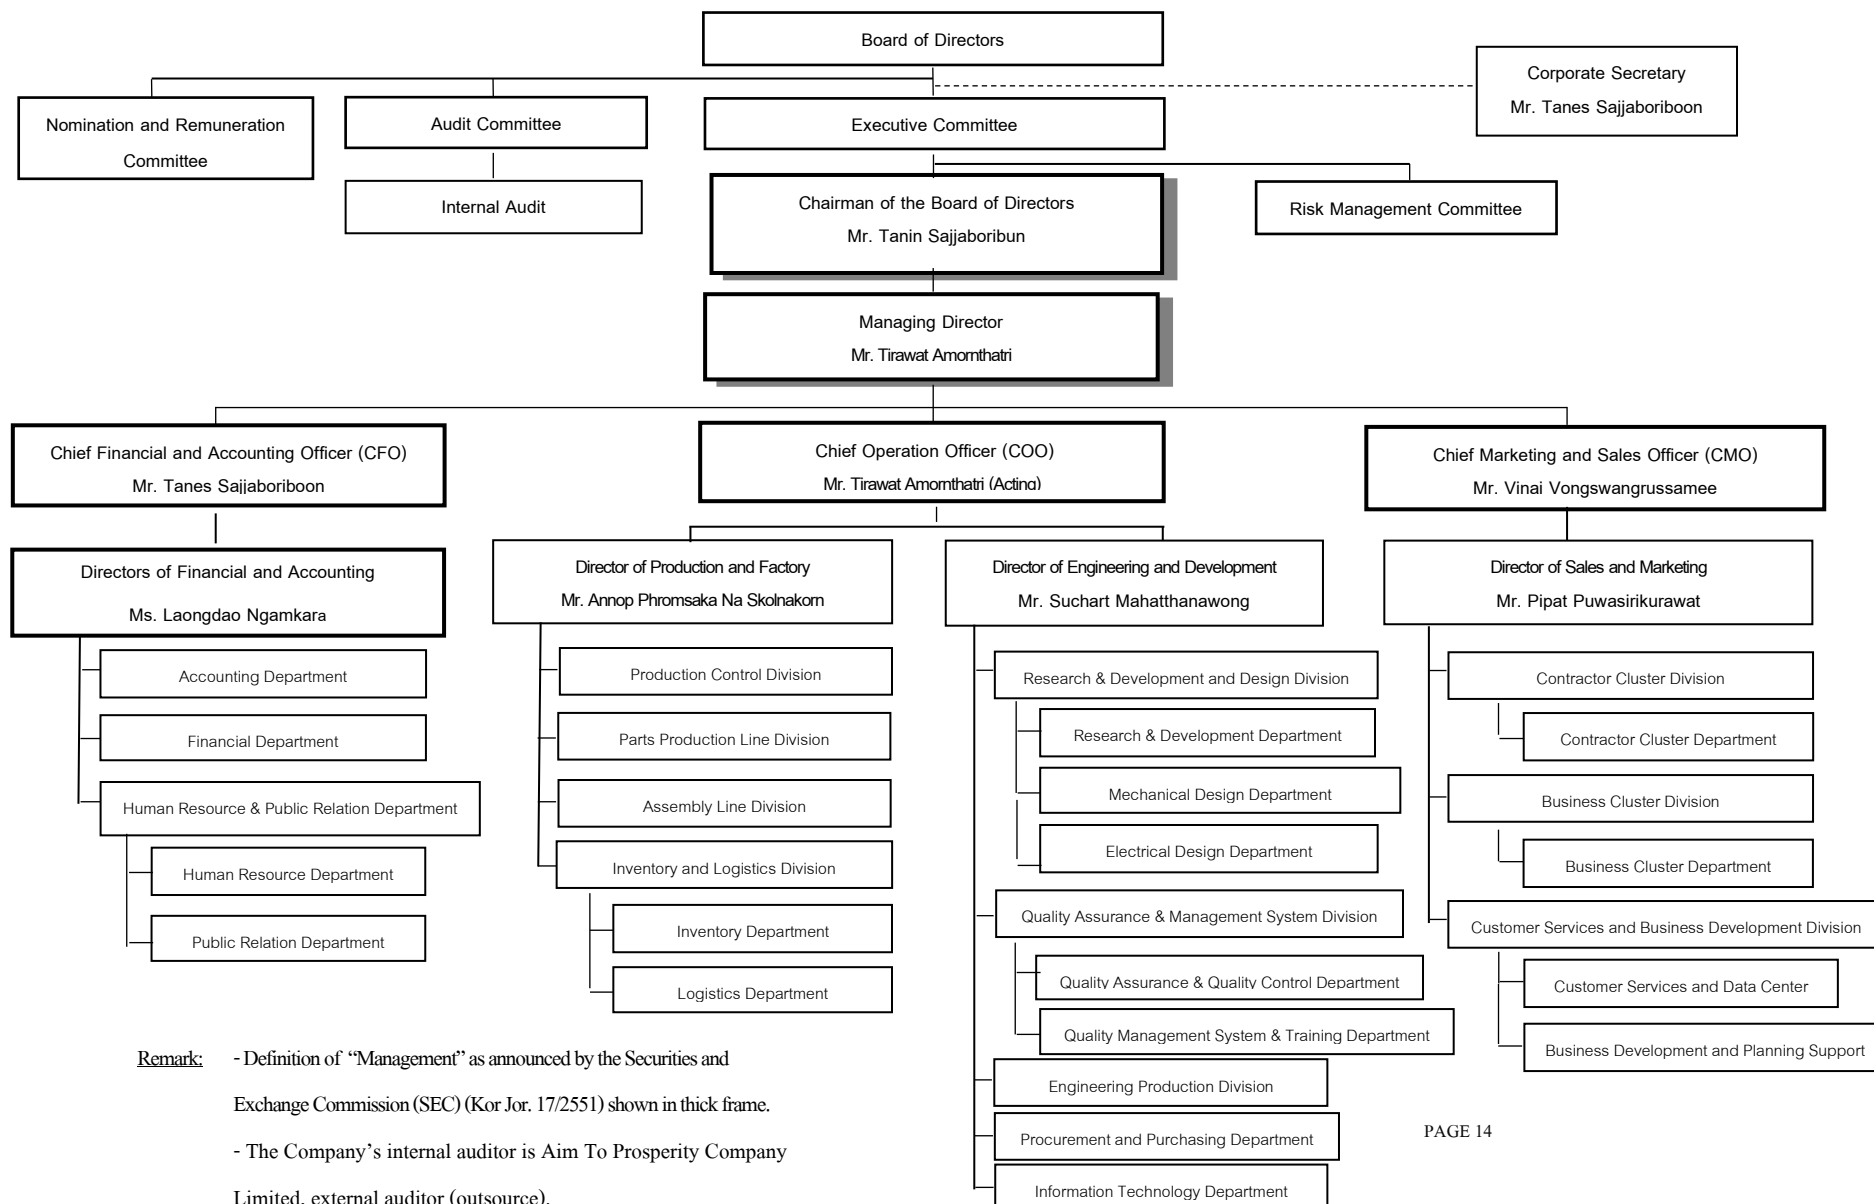 Board of Directors
Corporate Secretary
Mr. Tanes Sajjaboriboon
Nomination and Remuneration
Committee
Audit Committee
Executive Committee
Internal Audit
Chairman of the Board of Directors
Mr. Tanin Sajjaboribun
Risk Management Committee
Managing Director
Mr. Tirawat Amornthatri
Chief Financial and Accounting Officer (CFO)
Mr. Tanes Sajjaboriboon
Chief Operation Officer (COO)
Mr. Tirawat Amornthatri (Acting)
Chief Marketing and Sales Officer (CMO)
Mr. Vinai Vongswangrussamee
Directors of Financial and Accounting
Ms. Laongdao Ngamkara
Director of Production and Factory
Mr. Annop Phromsaka Na Skolnakorn
Director of Engineering and Development
Mr. Suchart Mahatthanawong
Director of Sales and Marketing
Mr. Pipat Puwasirikurawat
Accounting Department
Financial Department
Human Resource & Public Relation Department
Human Resource Department
Public Relation Department
Production Control Division
Parts Production Line Division
Assembly Line Division
Inventory and Logistics Division
Inventory Department
Logistics Department
Research & Development and Design Division
Research & Development Department
Mechanical Design Department
Electrical Design Department
Quality Assurance & Management System Division
Quality Assurance & Quality Control Department
Quality Management System & Training Department
Engineering Production Division
Procurement and Purchasing Department
Information Technology Department
Contractor Cluster Division
Contractor Cluster Department
Business Cluster Division
Business Cluster Department
Customer Services and Business Development Division
Customer Services and Data Center
Business Development and Planning Support
Remark: - Definition of “Management” as announced by the Securities and
Exchange Commission (SEC) (Kor Jor. 17/2551) shown in thick frame.
- The Company’s internal auditor is Aim To Prosperity Company
Limited, external auditor (outsource).
PAGE 14